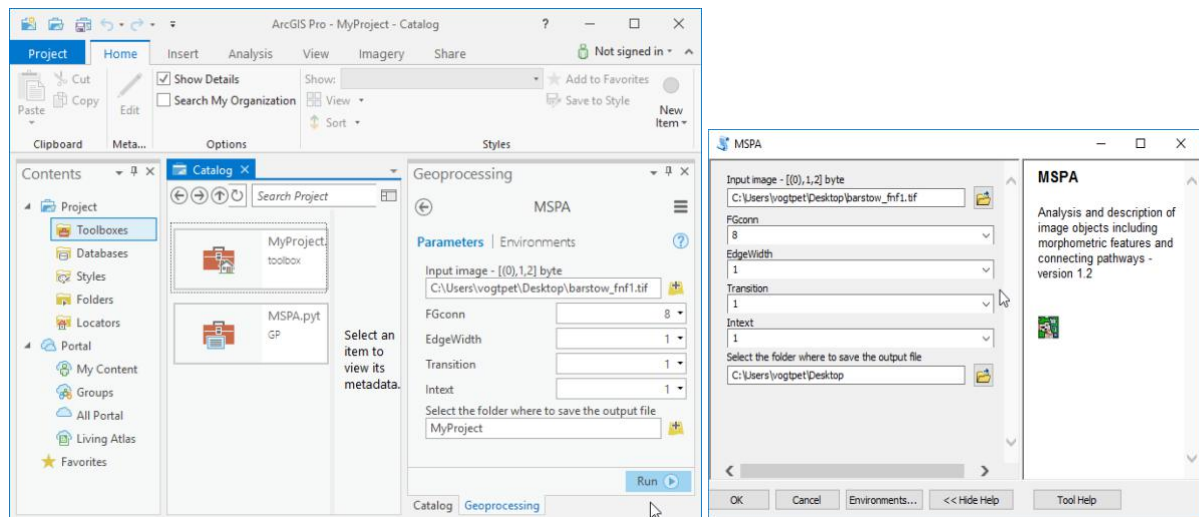 ArcGIS Pro - MyProject - Catalog
?
Project Home Insert Analysis View Imagery Share Not signed in
Paste
Cut
Copy
Clipboard
Edit
Meta...
Show Details
Search My Organization
Options
Show:
View
Sort
Add to Favorites
Save to Style
Styles
New
Item
Contents
Project
Toolboxes
Databases
Styles
Folders
Locators
Portal
My Content
Groups
All Portal
Living Atlas
Favorites
Catalog
Search Project
MyProject.
toolbox
MSPA.pyt
GP
Select an
item to
view its
metadata.
Geoprocessing
MSPA
Parameters | Environments
?
Input image - [(0),1,2] byte
C:\Users\vogtpet\Desktop\barstow_fnf1.tif
FGconn 8
EdgeWidth 1
Transition 1
Intext 1
Select the folder where to save the output file
MyProject
Run
Catalog Geoprocessing
MSPA
Input image - [(0),1,2] byte
C:\Users\vogtpet\Desktop\barstow_fnf1.tif
FGconn
8
EdgeWidth
1
Transition
1
Intext
1
Select the folder where to save the output file
C:\Users\vogtpet\Desktop
OK Cancel Environments... << Hide Help Tool Help
MSPA
Analysis and description of
image objects including
morphometric features and
connecting pathways -
version 1.2